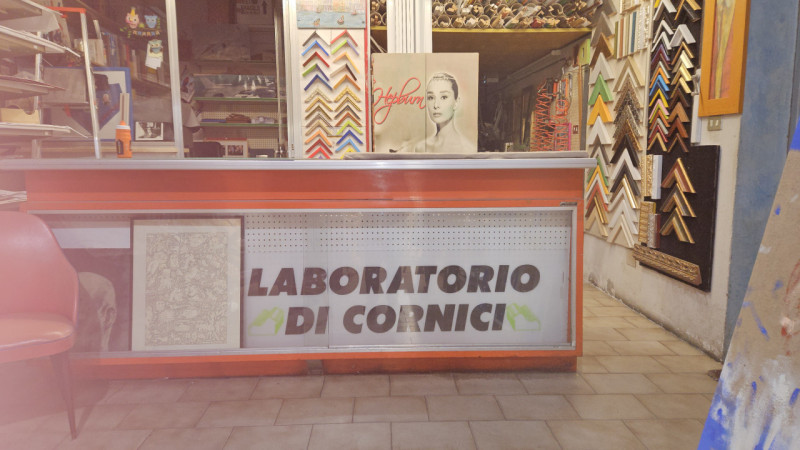 Hepburn
LABORATORIO
DI CORNICI